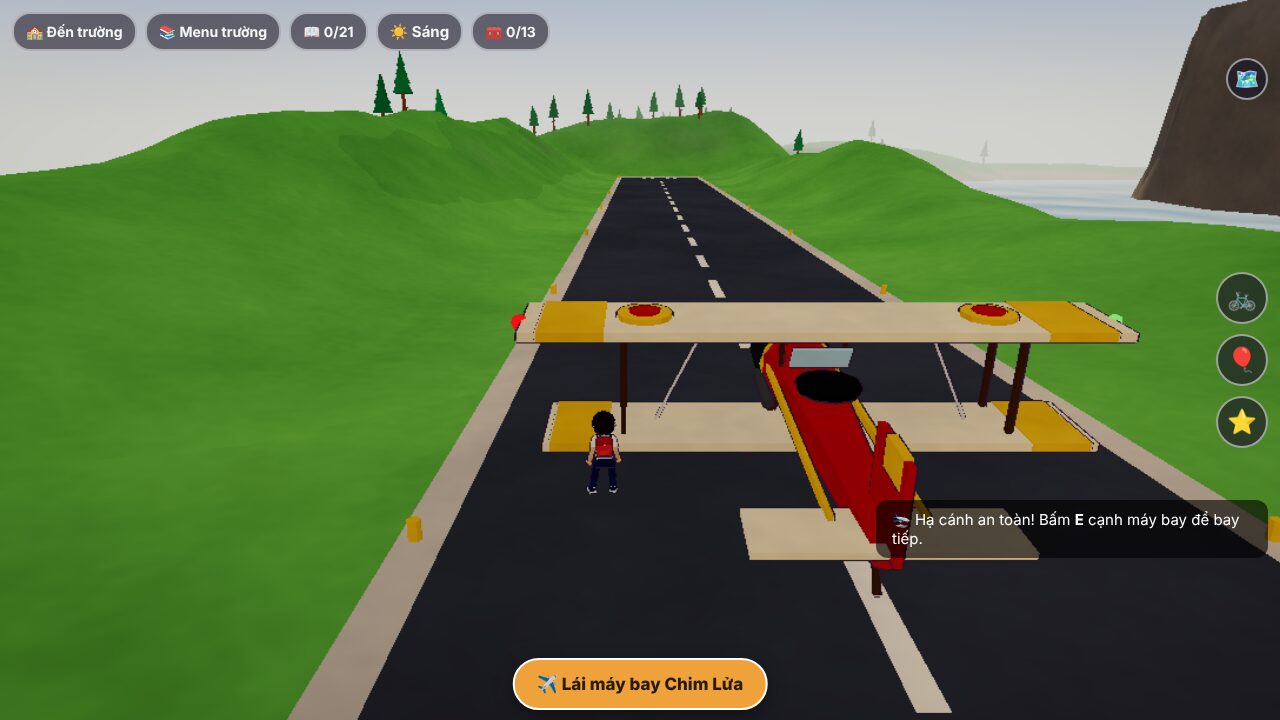 Đến trường
Menu trường
0/21
Sáng
0/13
Hạ cánh an toàn! Bấm E cạnh máy bay để bay
tiếp.
Lái máy bay Chim Lửa